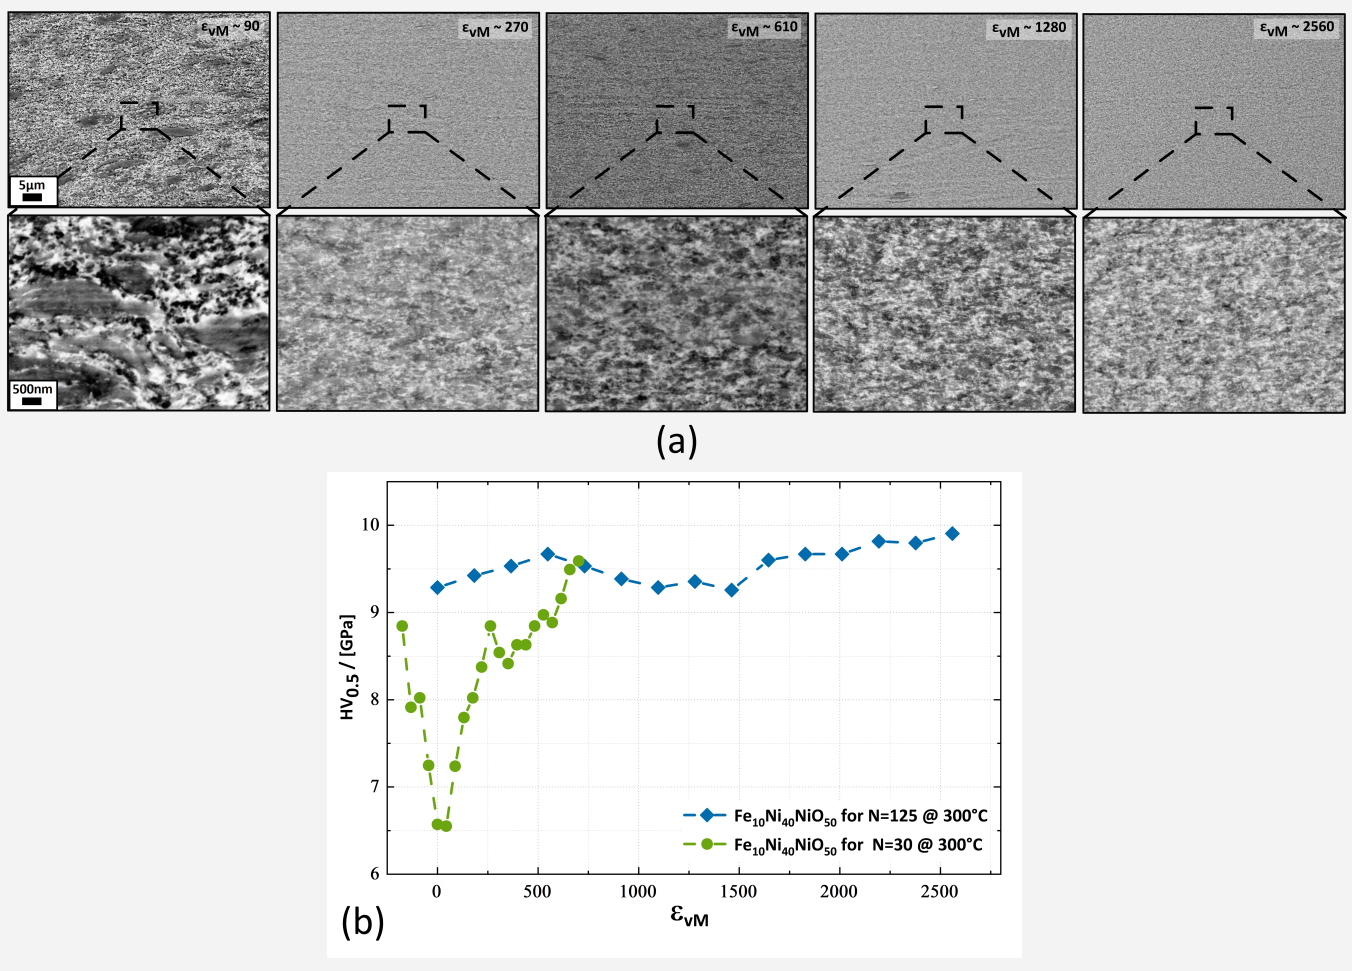 εvM ~ 90
εvM ~ 270
εvM ~ 610
εvM ~ 1280
εvM ~ 2560
5μm
500nm
(a)
10
9
8
7
6
HV0.5 / [GPa]
Fe10Ni40NiO50 for N=125 @ 300°C
Fe10Ni40NiO50 for N=30 @ 300°C
0 500 1000 1500 2000 2500
εvM
(b)